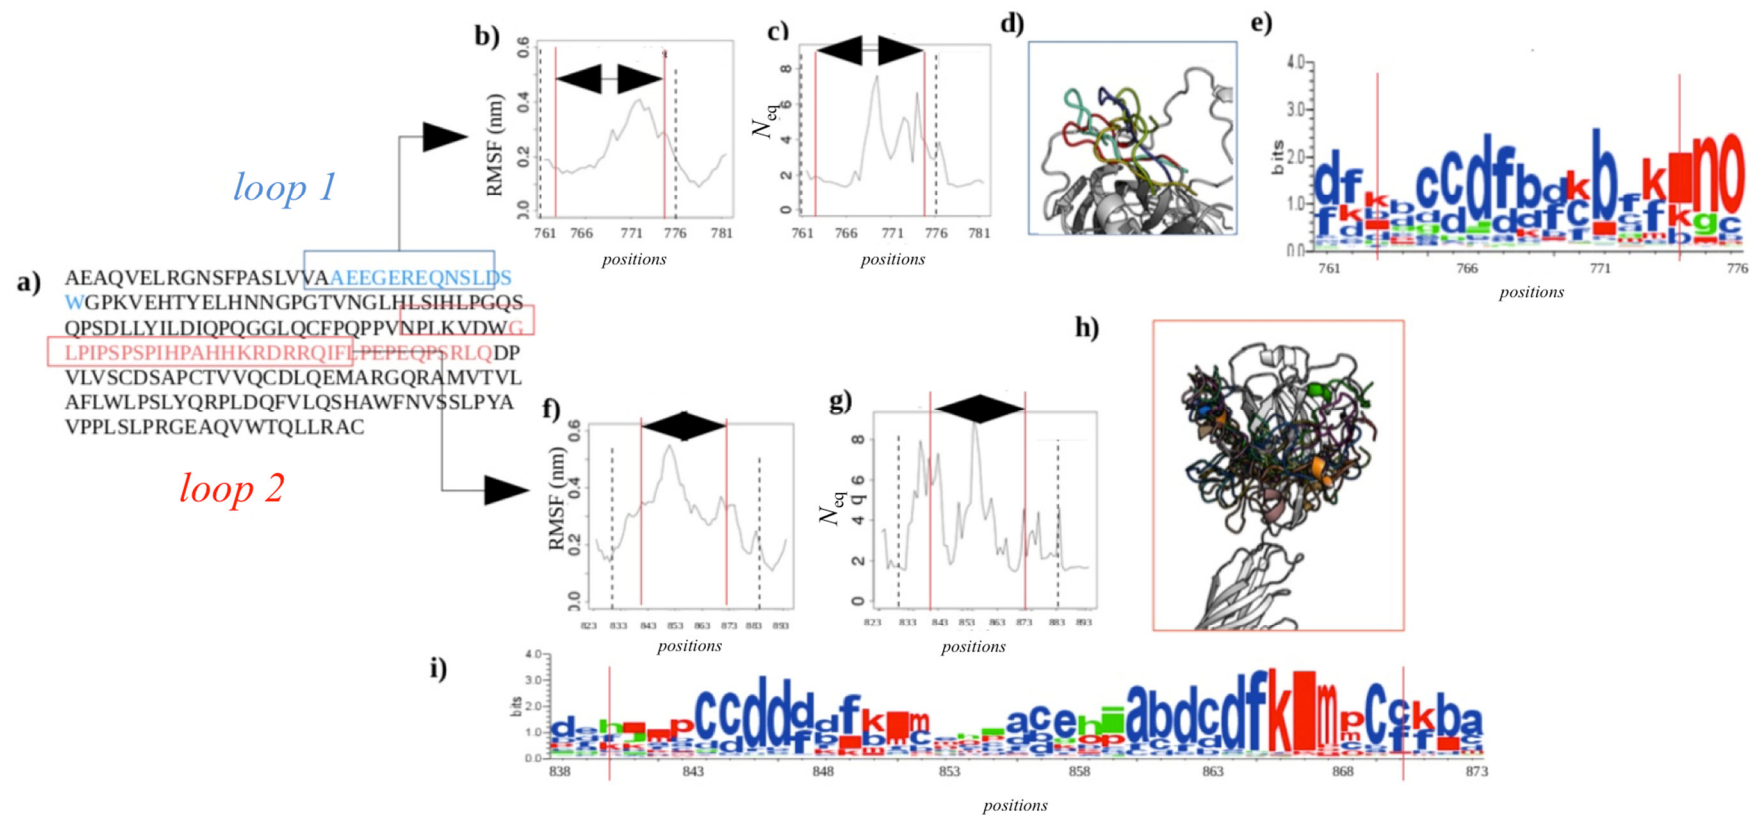 a)
AEAQVELRGNSFPASLVVAAEEGEREQNSLDS
WGPKVEHTYELHNNGPGTVNGLHLSIHLPGQS
QPSDLLYILDIQPQGGLQCFPQPPVNPLKVDWG
LPIPSPSPIHPAHHKRDRRQIFLPEPEQPSRLQDP
VLVSCDSAPCTVVQCDLQEMARGQRAMVTVL
AFLWLPSLYQRPLDQFVLQSHAWFNVSSLPYA
VPPLSLPRGEAQVWTQLLRAC
loop 1
loop 2
b)
RMSF (nm)
0.6
0.4
0.2
0.0
761 766 771 776 781
positions
c)
Neq
8
6
4
2
0
761 766 771 776 781
positions
d)
e)
bits
4.0
3.0
2.0
1.0
0.0
761 766 771 776
positions
f)
RMSF (nm)
0.6
0.4
0.2
0.0
823 833 843 853 863 873 883 893
positions
g)
Neq
q
8
6
4
2
0
823 833 843 853 863 873 883 893
positions
h)
i)
bits
4.0
3.0
2.0
1.0
0.0
838 843 848 853 858 863 868 873
positions